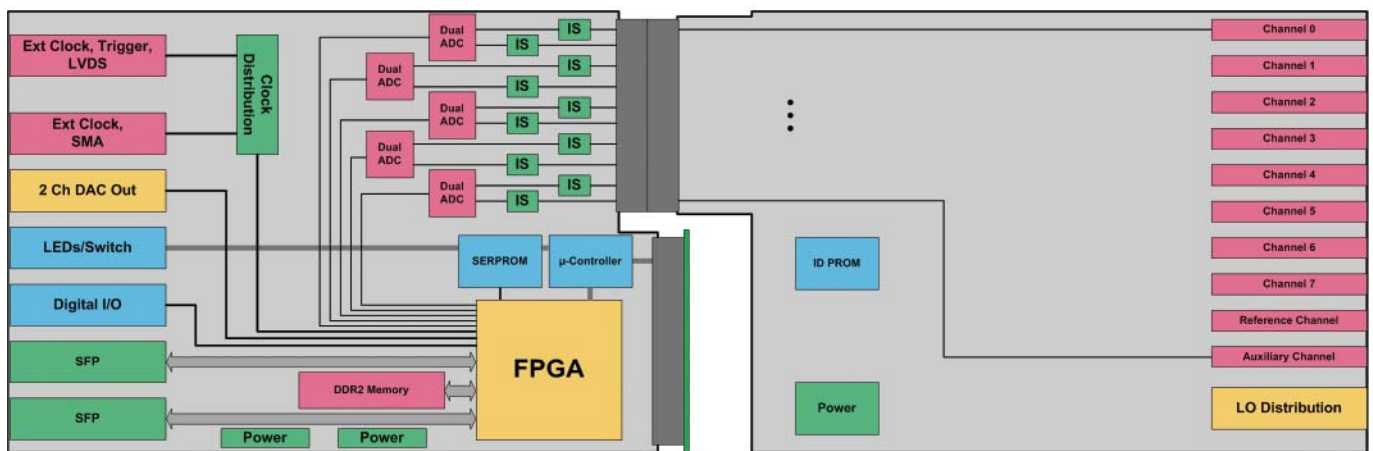 Ext Clock, Trigger,
LVDS
Ext Clock,
SMA
2 Ch DAC Out
LEDs/Switch
Digital I/O
SFP
SFP
Clock
Distribution
Dual
ADC
Dual
ADC
Dual
ADC
Dual
ADC
Dual
ADC
IS
IS
IS
IS
IS
IS
IS
IS
IS
IS
SERPROM
µ-Controller
FPGA
DDR2 Memory
Power
Power
ID PROM
Power
Channel 0
Channel 1
Channel 2
Channel 3
Channel 4
Channel 5
Channel 6
Channel 7
Reference Channel
Auxiliary Channel
LO Distribution